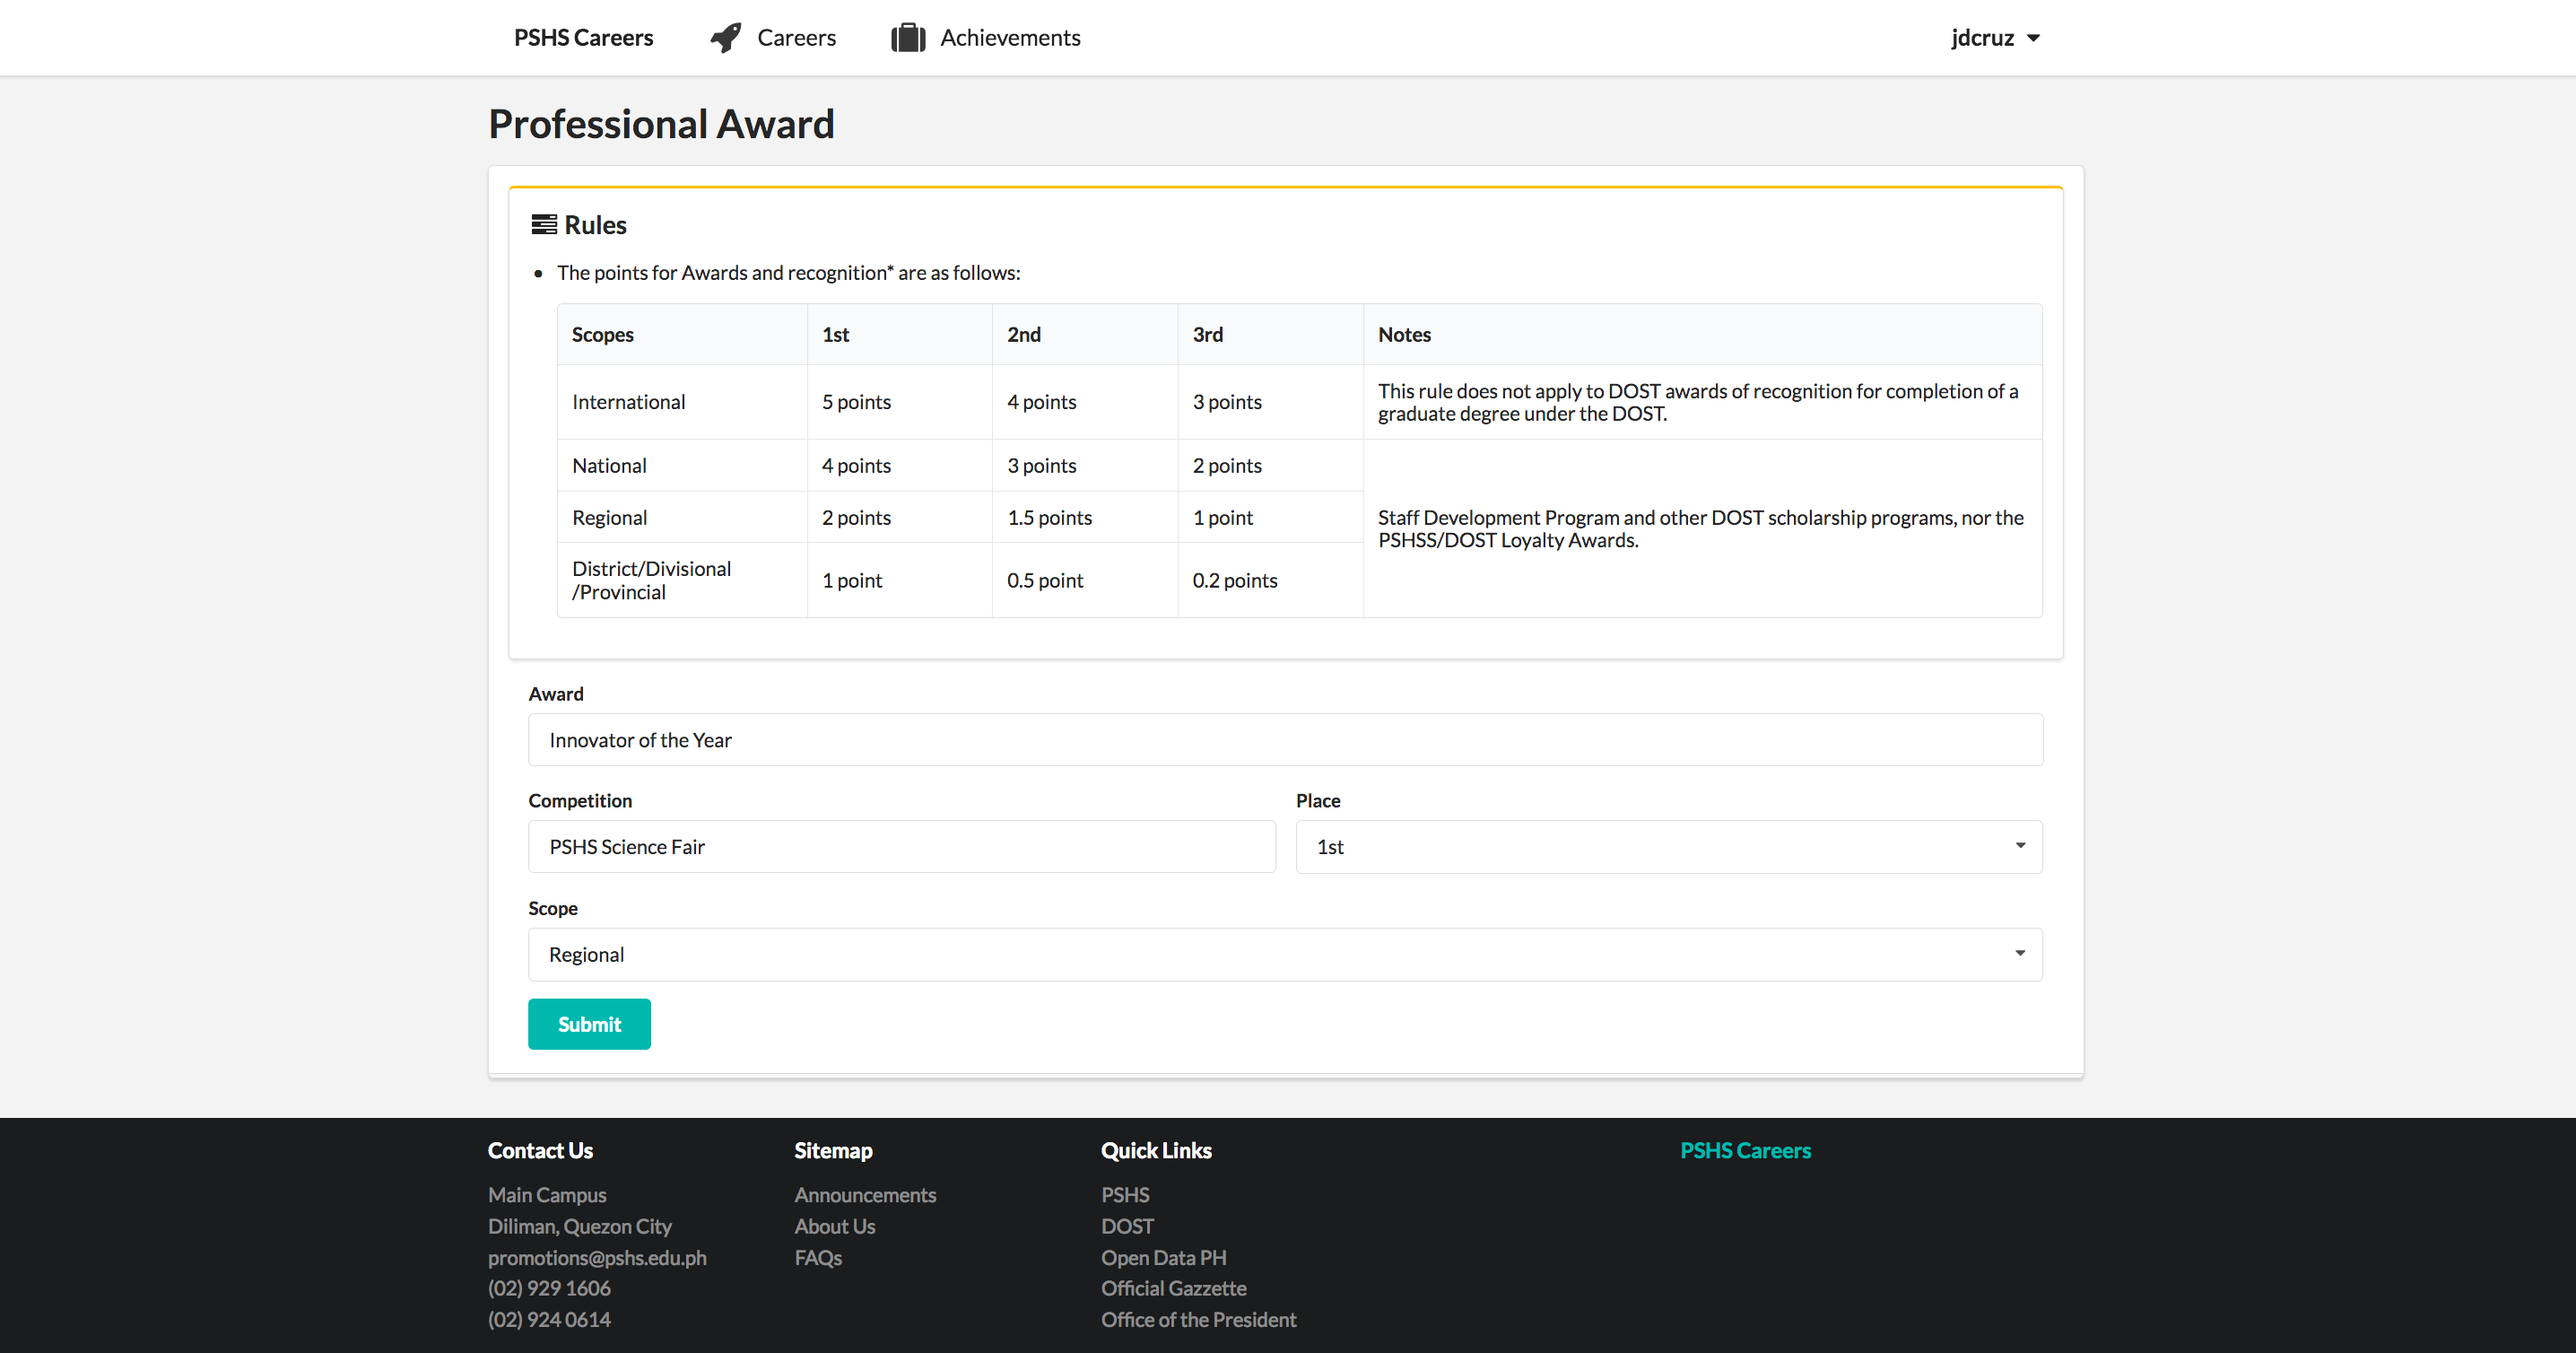 PSHS Careers Careers Achievements jdcruz
Professional Award
Rules
The points for Awards and recognition* are as follows:
Scopes 1st 2nd 3rd Notes
International 5 points 4 points 3 points This rule does not apply to DOST awards of recognition for completion of a
graduate degree under the DOST.
National 4 points 3 points 2 points
Regional 2 points 1.5 points 1 point Staff Development Program and other DOST scholarship programs, nor the
PSHSS/DOST Loyalty Awards.
District/Divisional
/Provincial 1 point 0.5 point 0.2 points
Award
Innovator of the Year
Competition Place
PSHS Science Fair 1st
Scope
Regional
Submit
Contact Us
Main Campus
Diliman, Quezon City
promotions@pshs.edu.ph
(02) 929 1606
(02) 924 0614
Sitemap
Announcements
About Us
FAQs
Quick Links
PSHS
DOST
Open Data PH
Official Gazzette
Office of the President
PSHS Careers